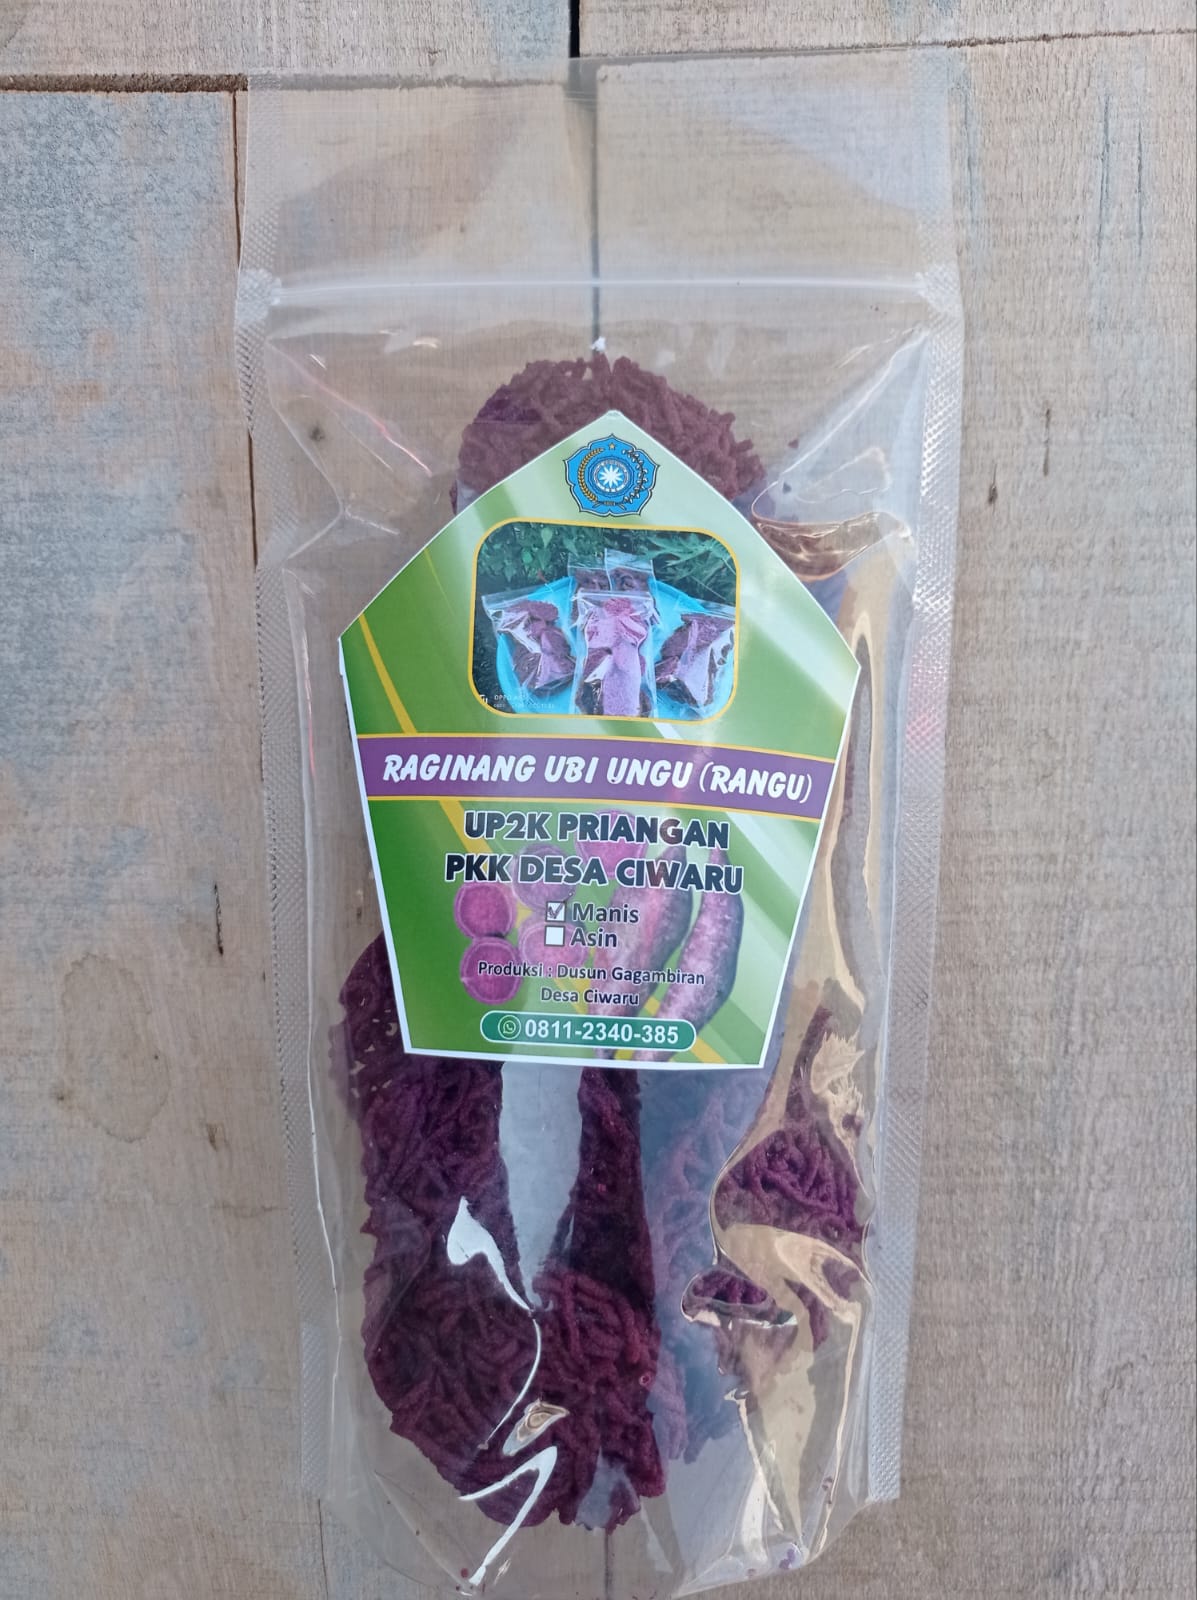 RAGINANG UBI UNGU (RANGU)
UP2K PRIANGAN
PKK DESA CIWARU
Manis
Asin
Produksi : Dusun Gagambiran
Desa Ciwaru
0811-2340-385